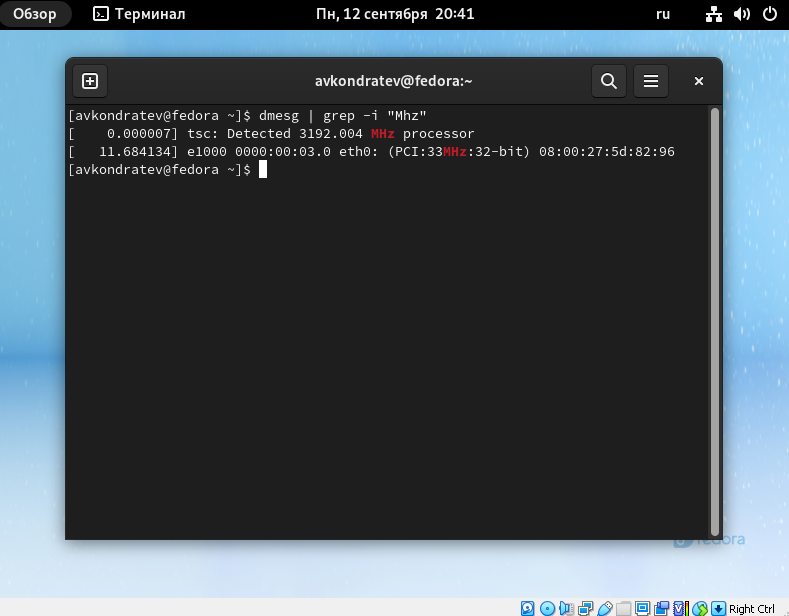 Обзор Терминал Пн, 12 сентября 20:41 ru
avkondratev@fedora:~
[avkondratev@fedora ~]$ dmesg | grep -i "Mhz"
[    0.000007] tsc: Detected 3192.004 MHz processor
[   11.684134] e1000 0000:00:03.0 eth0: (PCI:33MHz:32-bit) 08:00:27:5d:82:96
[avkondratev@fedora ~]$
fedora
Right Ctrl